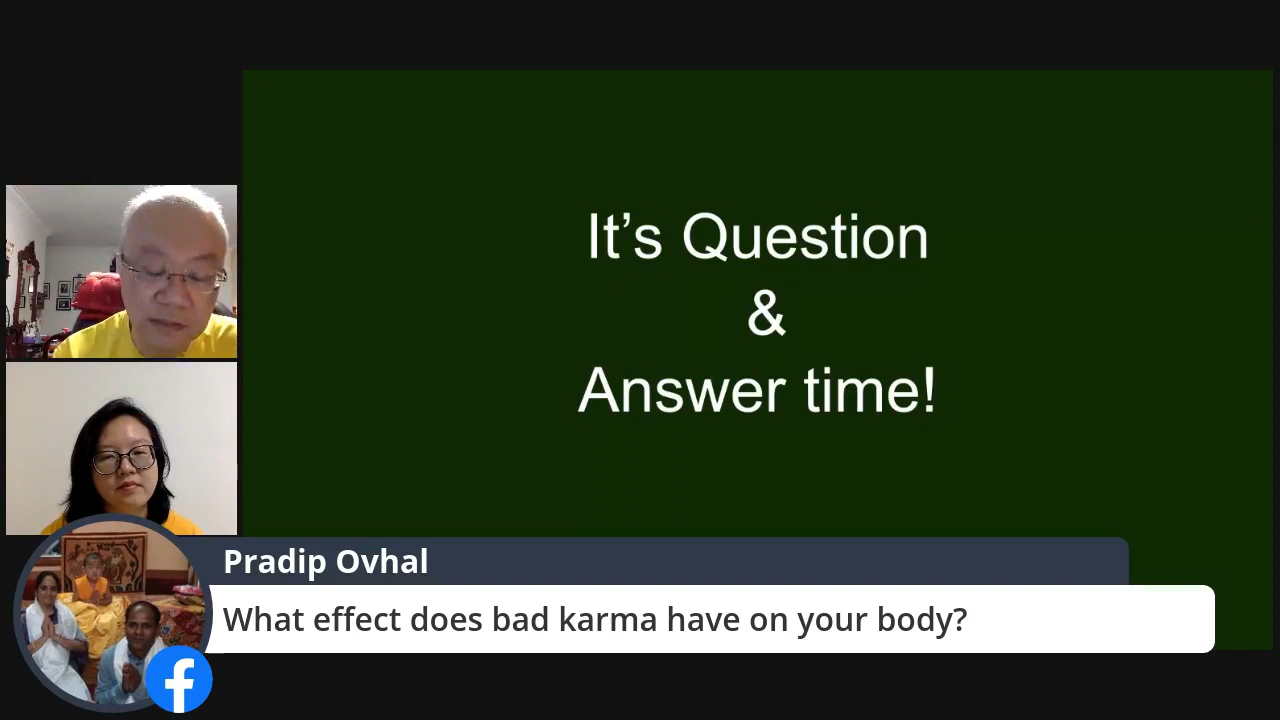 It’s Question
&
Answer time!
Pradip Ovhal
What effect does bad karma have on your body?